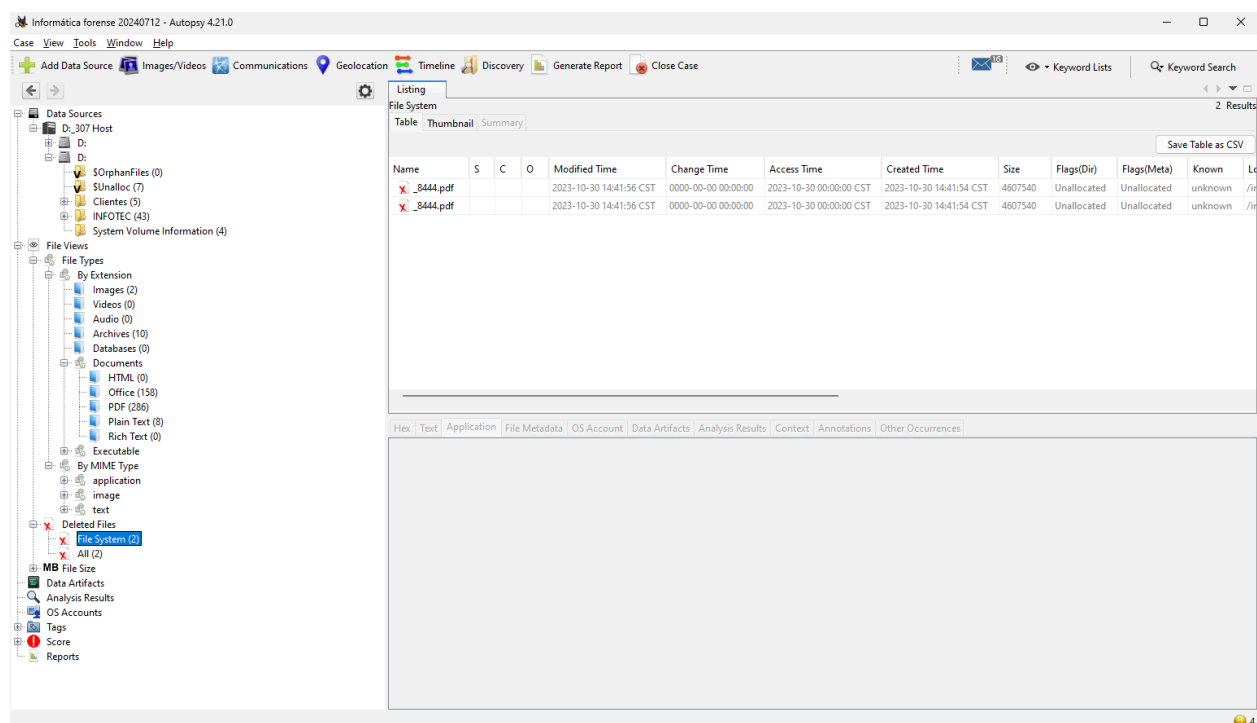 Informática forense 20240712 - Autopsy 4.21.0
Case View Tools Window Help
Add Data Source Images/Videos Communications Geolocation Timeline Discovery Generate Report Close Case 16 Keyword Lists Keyword Search
Data Sources
D:_307 Host
D:
D:
$OrphanFiles (0)
$Unalloc (7)
Clientes (5)
INFOTEC (43)
System Volume Information (4)
File Views
File Types
By Extension
Images (2)
Videos (0)
Audio (0)
Archives (10)
Databases (0)
Documents
HTML (0)
Office (158)
PDF (286)
Plain Text (8)
Rich Text (0)
Executable
By MIME Type
application
image
text
Deleted Files
File System (2)
All (2)
MB File Size
Data Artifacts
Analysis Results
OS Accounts
Tags
Score
Reports
Listing
File System 2 Results
Table Thumbnail Summary
Save Table as CSV
Name S C O Modified Time Change Time Access Time Created Time Size Flags(Dir) Flags(Meta) Known Lo
_8444.pdf 2023-10-30 14:41:56 CST 0000-00-00 00:00:00 2023-10-30 00:00:00 CST 2023-10-30 14:41:54 CST 4607540 Unallocated Unallocated unknown /ir
_8444.pdf 2023-10-30 14:41:56 CST 0000-00-00 00:00:00 2023-10-30 00:00:00 CST 2023-10-30 14:41:54 CST 4607540 Unallocated Unallocated unknown /ir
Hex Text Application File Metadata OS Account Data Artifacts Analysis Results Context Annotations Other Occurrences
4